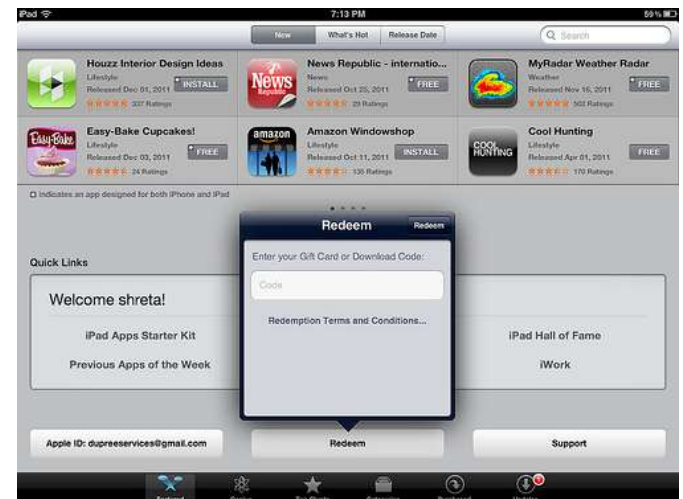 iPad 7:13 PM 59%
New What's Hot Release Date Search
Houzz Interior Design Ideas
Lifestyle
Released Dec 01, 2011
337 Ratings
INSTALL
News Republic - internatio...
News
Released Oct 25, 2011
29 Ratings
FREE
MyRadar Weather Radar
Weather
Released Nov 16, 2011
502 Ratings
FREE
News
Republic
Easy-Bake Cupcakes!
Lifestyle
Released Dec 03, 2011
24 Ratings
FREE
Easy-Bake
Amazon Windowshop
Lifestyle
Released Oct 11, 2011
135 Ratings
INSTALL
amazon
Cool Hunting
Lifestyle
Released Apr 01, 2011
170 Ratings
FREE
COOL
HUNTING
Indicates an app designed for both iPhone and iPad
Redeem Redeem
Enter your Gift Card or Download Code:
Code
Redemption Terms and Conditions...
Quick Links
Welcome shreta!
iPad Apps Starter Kit
iPad Hall of Fame
Previous Apps of the Week
iWork
Apple ID: dupreeservices@gmail.com
Redeem
Support